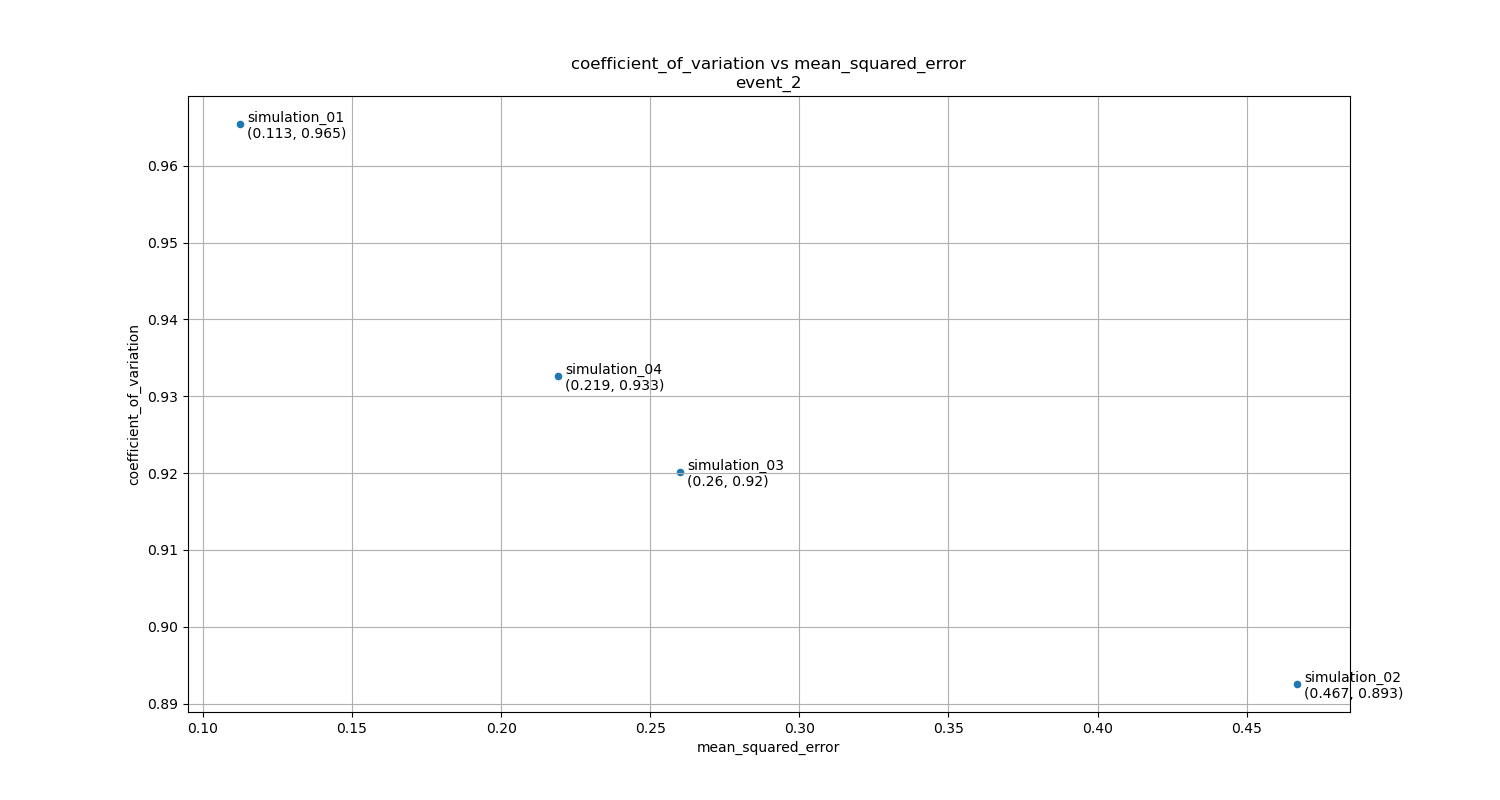 coefficient_of_variation vs mean_squared_error
event_2
simulation_01
(0.113, 0.965)
0.96
0.95
0.94
simulation_04
(0.219, 0.933)
0.93
simulation_03
(0.26, 0.92)
0.92
0.91
0.90
simulation_02
(0.467, 0.893)
0.89
coefficient_of_variation
0.10 0.15 0.20 0.25 0.30 0.35 0.40 0.45
mean_squared_error